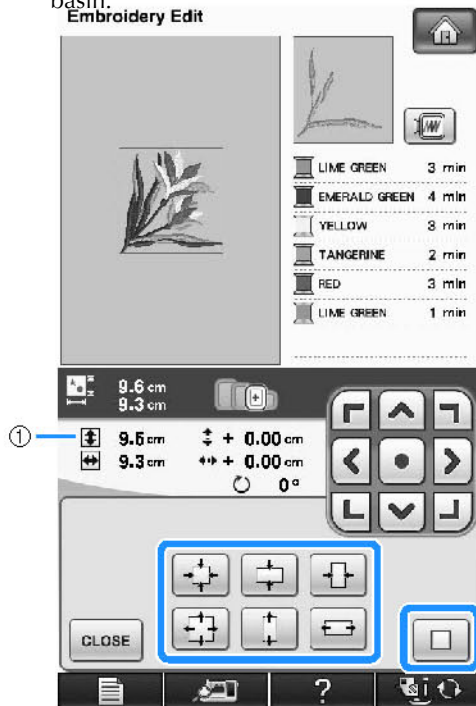 basin.
Embroidery Edit
LIME GREEN 3 min
EMERALD GREEN 4 min
YELLOW 3 min
TANGERINE 2 min
RED 3 min
LIME GREEN 1 min
9.6 cm
9.3 cm
① 9.6 cm + 0.00 cm
9.3 cm + 0.00 cm
0°
CLOSE
?